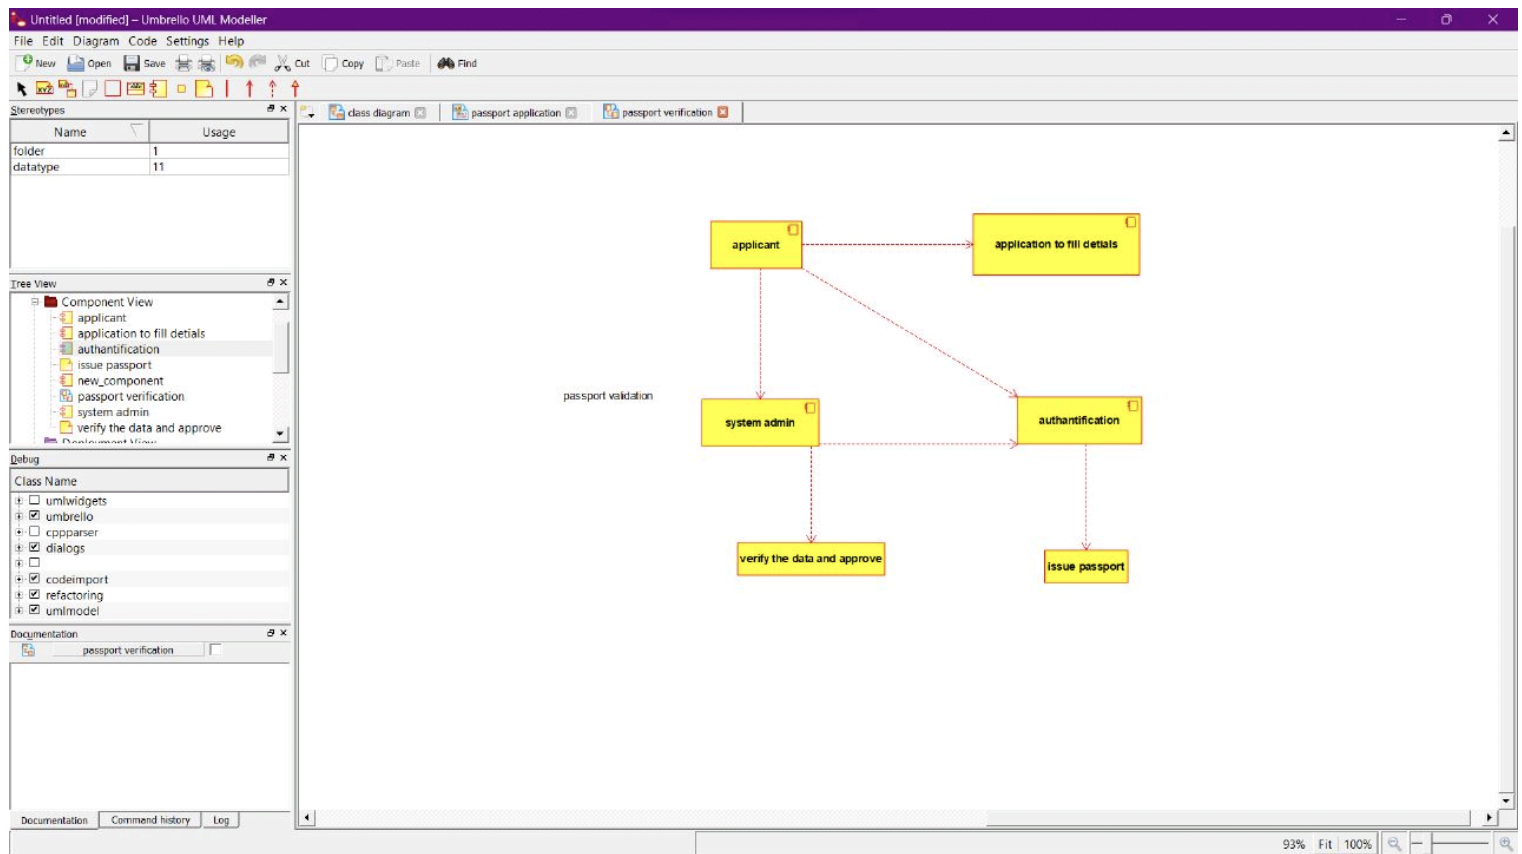 Untitled [modified] – Umbrello UML Modeller
File Edit Diagram Code Settings Help
New Open Save Cut Copy Paste Find
Stereotypes
class diagram passport application passport verification
Name Usage
folder 1
datatype 11
Tree View
Component View
applicant
application to fill detials
authantification
issue passport
new_component
passport verification
system admin
verify the data and approve
Deployment View
Debug
Class Name
umlwidgets
umbrello
cppparser
dialogs
codeimport
refactoring
umlmodel
Documentation
passport verification
Documentation Command history Log
applicant
application to fill detials
passport validation
system admin
authantification
verify the data and approve
issue passport
93% Fit 100%